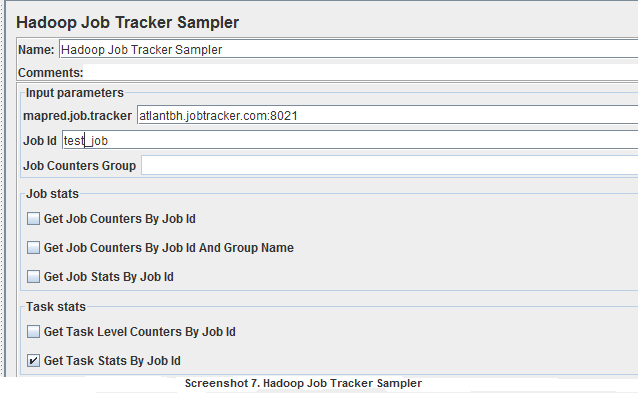 Hadoop Job Tracker Sampler
Name: Hadoop Job Tracker Sampler
Comments:
Input parameters
mapred.job.tracker atlantbh.jobtracker.com:8021
Job Id test_job
Job Counters Group
Job stats
Get Job Counters By Job Id
Get Job Counters By Job Id And Group Name
Get Job Stats By Job Id
Task stats
Get Task Level Counters By Job Id
Get Task Stats By Job Id
Screenshot 7. Hadoop Job Tracker Sampler